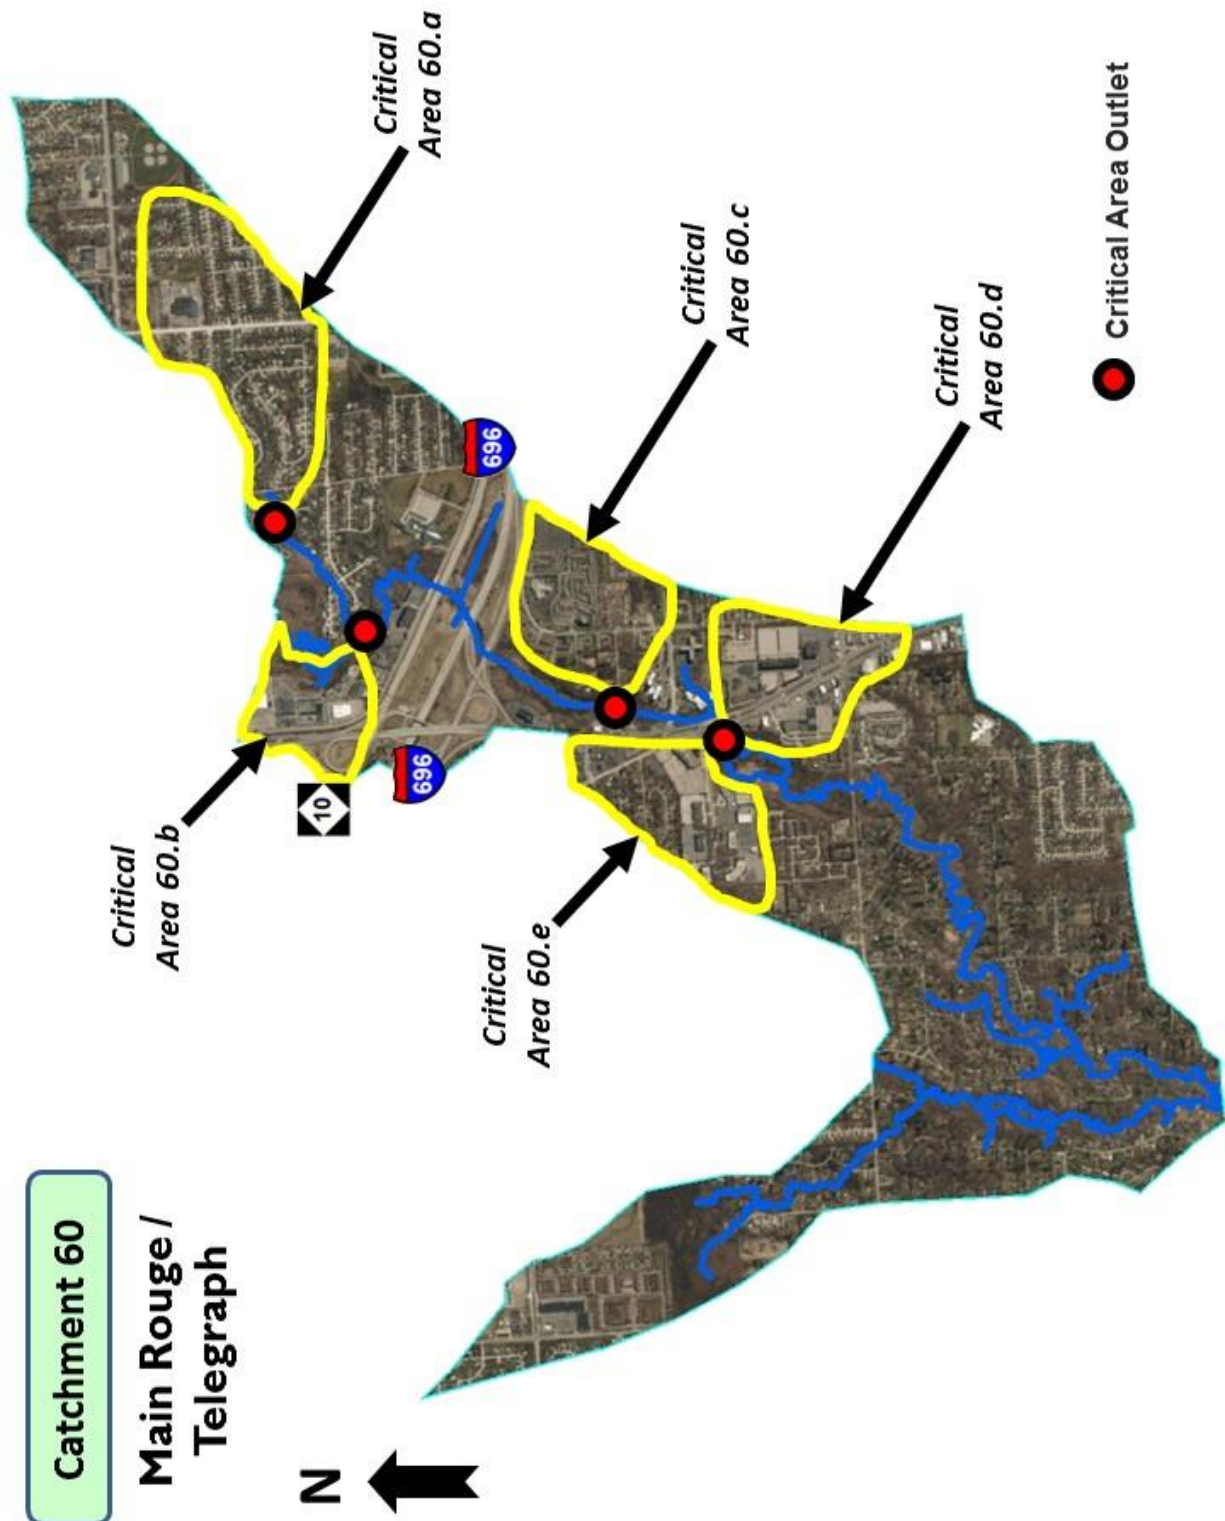 Catchment 60
Main Rouge /
Telegraph
N
Critical
Area 60.b
10
696
Critical
Area 60.e
Critical
Area 60.a
696
Critical
Area 60.c
Critical
Area 60.d
Critical Area Outlet